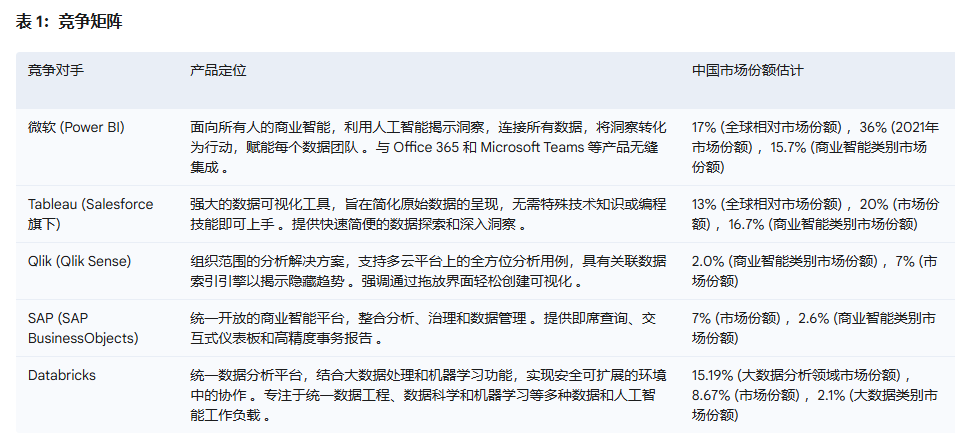 表 1：竞争矩阵
竞争对手 产品定位 中国市场份额估计
微软 (Power BI)
面向所有人的商业智能，利用人工智能揭示洞察，连接所有数据，将洞察转化
为行动，赋能每个数据团队 。与 Office 365 和 Microsoft Teams 等产品无缝
集成 。
17% (全球相对市场份额) ，36% (2021年
市场份额) ，15.7% (商业智能类别市场
份额)
Tableau (Salesforce
旗下)
强大的数据可视化工具，旨在简化原始数据的呈现，无需特殊技术知识或编程
技能即可上手 。提供快速简便的数据探索和深入洞察 。
13% (全球相对市场份额) ，20% (市场份
额) ，16.7% (商业智能类别市场份额)
Qlik (Qlik Sense)
组织范围的分析解决方案，支持多云平台上的全方位分析用例，具有关联数据
索引引擎以揭示隐藏趋势 。强调通过拖放界面轻松创建可视化 。
2.0% (商业智能类别市场份额) ，7% (市
场份额)
SAP (SAP
BusinessObjects)
统一开放的商业智能平台，整合分析、治理和数据管理 。提供即席查询、交
互式仪表板和高精度事务报告 。
7% (市场份额) ，2.6% (商业智能类别市
场份额)
Databricks
统一数据分析平台，结合大数据处理和机器学习功能，实现安全可扩展的环境
中的协作 。专注于统一数据工程、数据科学和机器学习等多种数据和人工智
能工作负载 。
15.19% (大数据分析领域市场份额) ，
8.67% (市场份额) ，2.1% (大数据类别市
场份额)